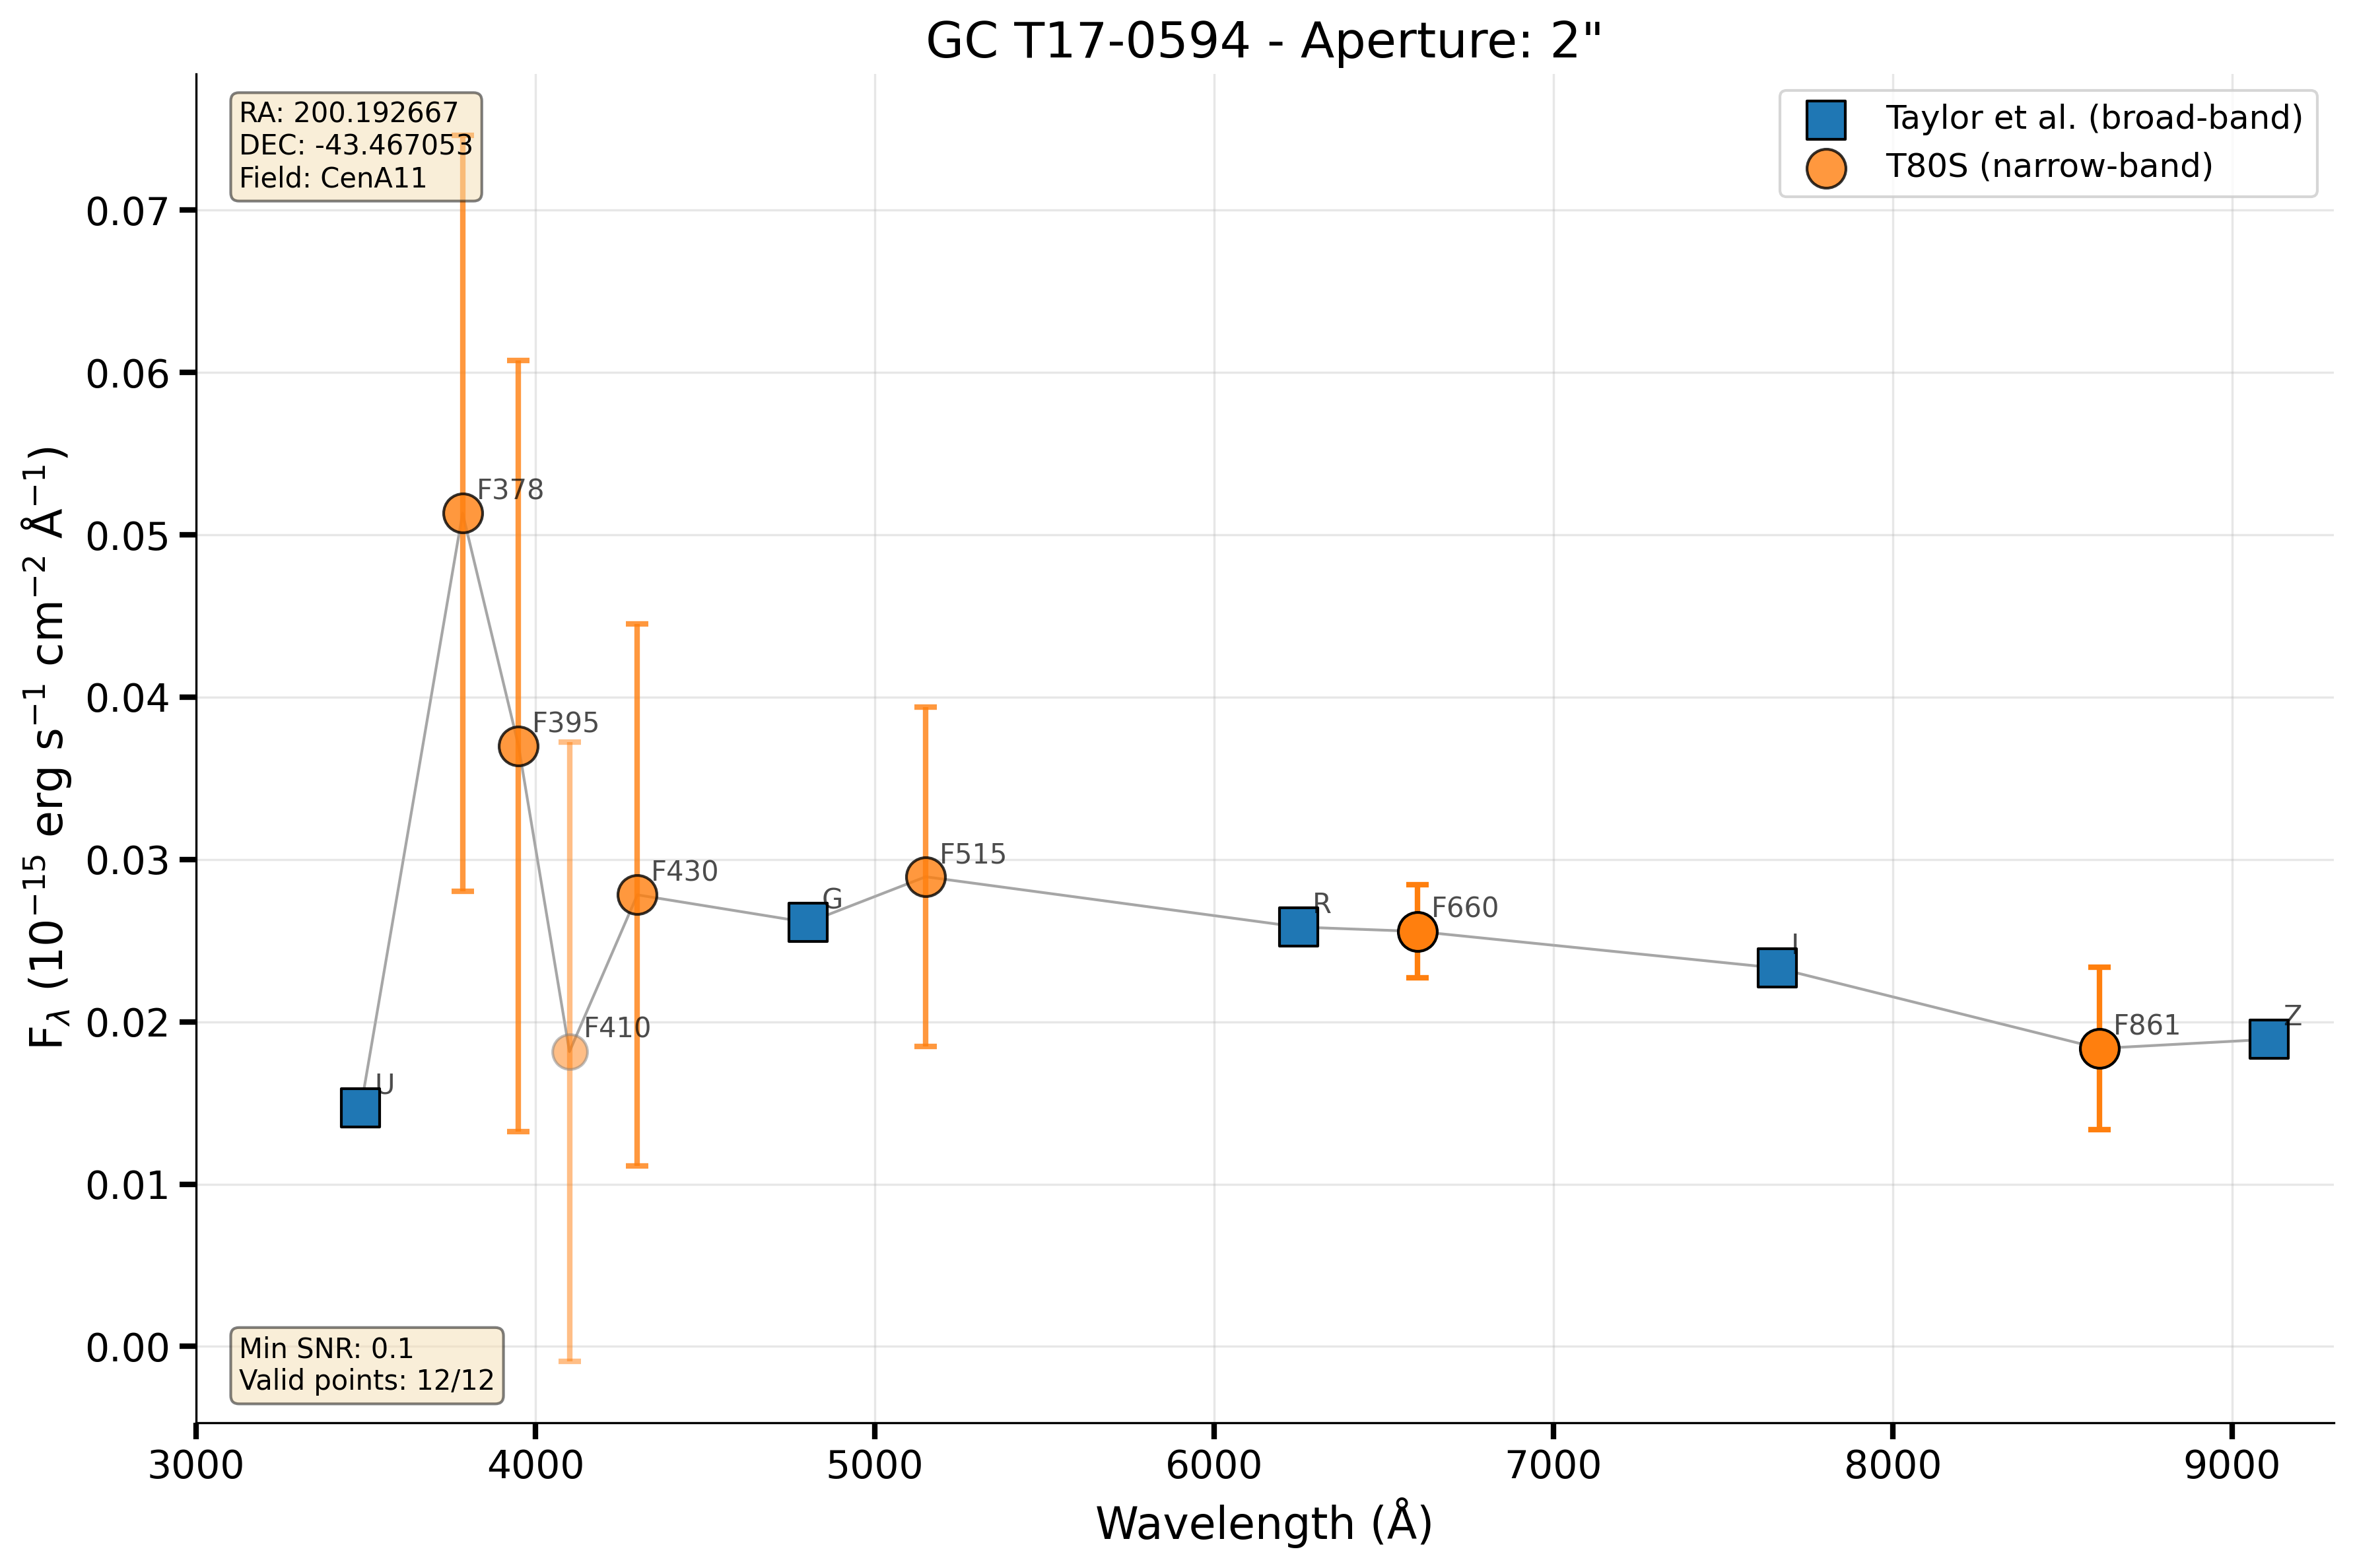 GC T17-0594 - Aperture: 2"
RA: 200.192667
DEC: -43.467053
Field: CenA11
Taylor et al. (broad-band)
T80S (narrow-band)
0.07
0.06
0.05
0.04
0.03
0.02
0.01
0.00
F_λ (10⁻¹⁵ erg s⁻¹ cm⁻² Å⁻¹)
U
F378
F395
F410
F430
G
F515
R
F660
I
F861
Z
Min SNR: 0.1
Valid points: 12/12
3000 4000 5000 6000 7000 8000 9000
Wavelength (Å)